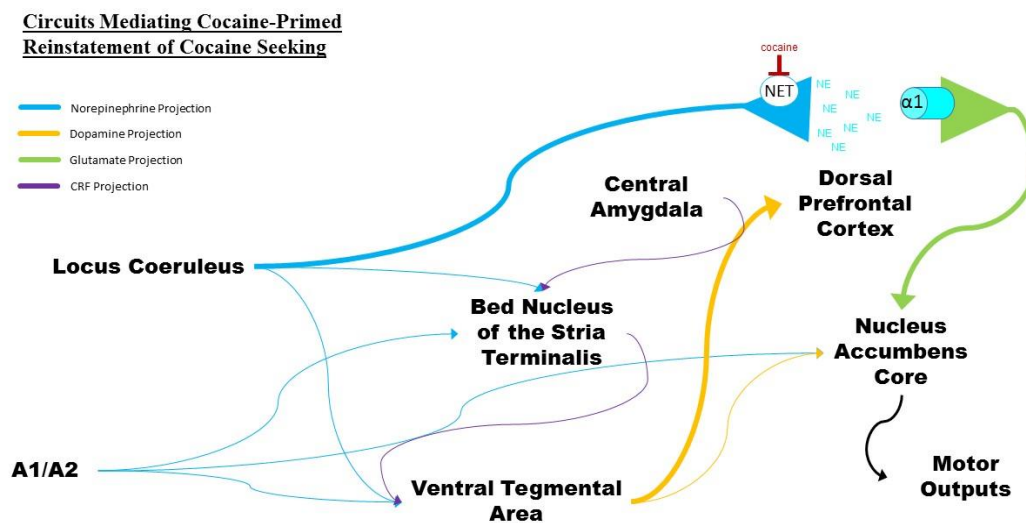 Circuits Mediating Cocaine-Primed
Reinstatement of Cocaine Seeking
cocaine
NET
NE
NE
NE
NE
NE
NE
NE
α1
Norepinephrine Projection
Dopamine Projection
Glutamate Projection
CRF Projection
Central
Amygdala
Dorsal
Prefrontal
Cortex
Locus Coeruleus
Bed Nucleus
of the Stria
Terminalis
Nucleus
Accumbens
Core
A1/A2
Ventral Tegmental
Area
Motor
Outputs